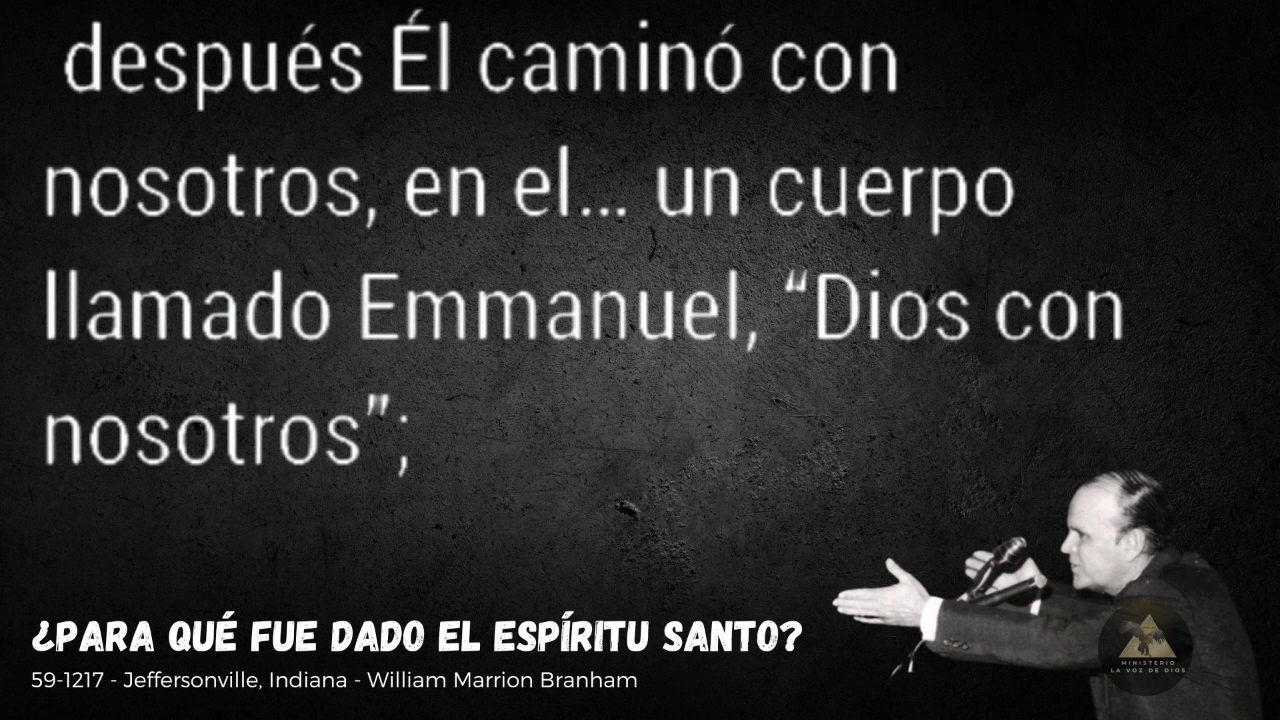 después Él caminó con
nosotros, en el... un cuerpo
llamado Emmanuel, “Dios con
nosotros”;
¿PARA QUÉ FUE DADO EL ESPÍRITU SANTO?
59-1217 - Jeffersonville, Indiana - William Marrion Branham
MINISTERIO
LA VOZ DE DIOS